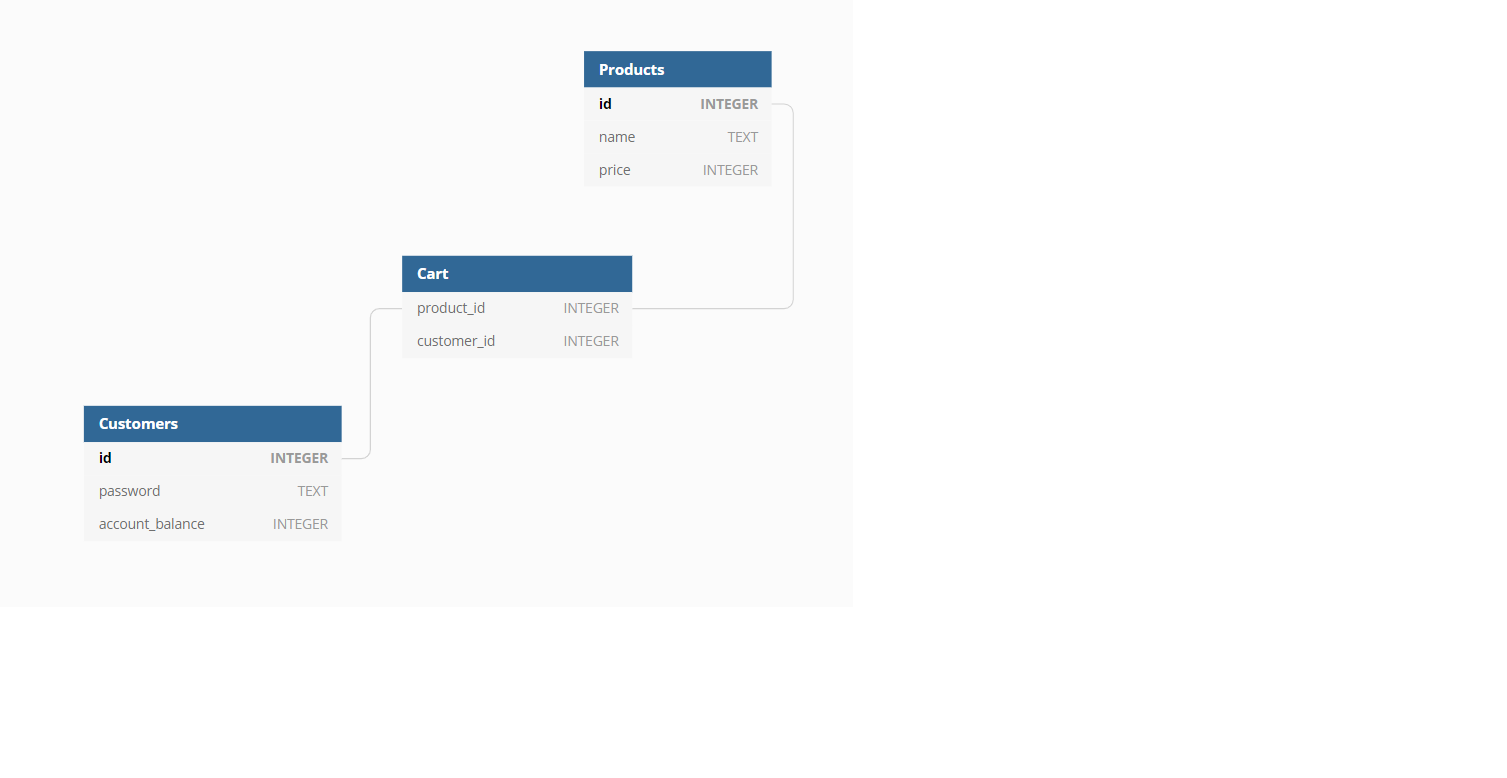 Products
id INTEGER
name TEXT
price INTEGER
Cart
product_id INTEGER
customer_id INTEGER
Customers
id INTEGER
password TEXT
account_balance INTEGER